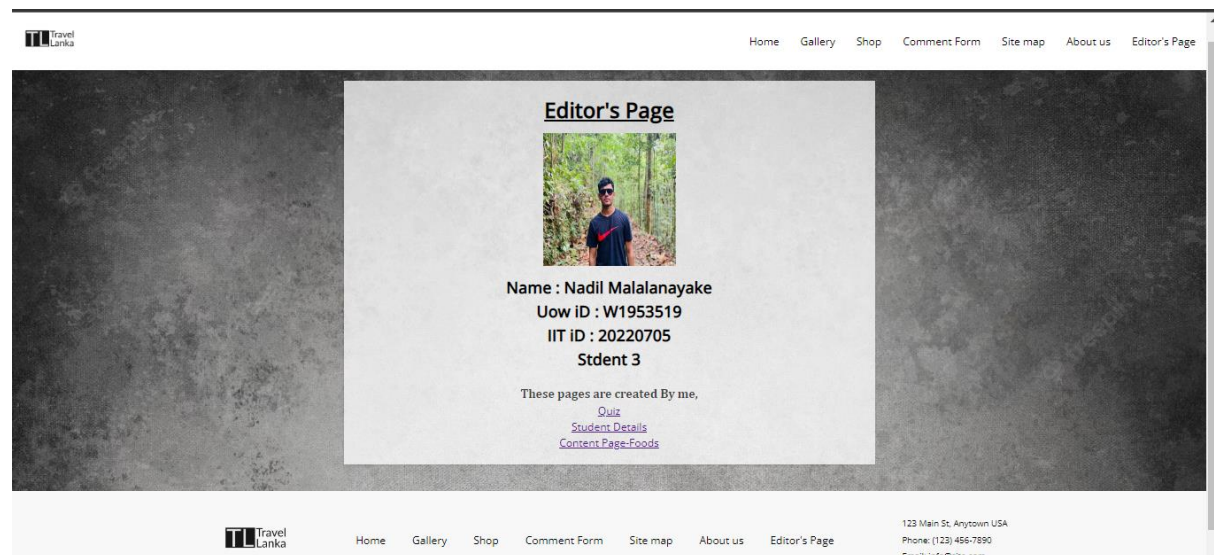 TL Travel
Lanka
Home Gallery Shop Comment Form Site map About us Editor's Page
Editor's Page
Name : Nadil Malalanayake
Uow iD : W1953519
IIT iD : 20220705
Stdent 3
These pages are created By me,
Quiz
Student Details
Content Page-Foods
TL Travel
Lanka
Home Gallery Shop Comment Form Site map About us Editor's Page
123 Main St, Anytown USA
Phone: (123) 456-7890